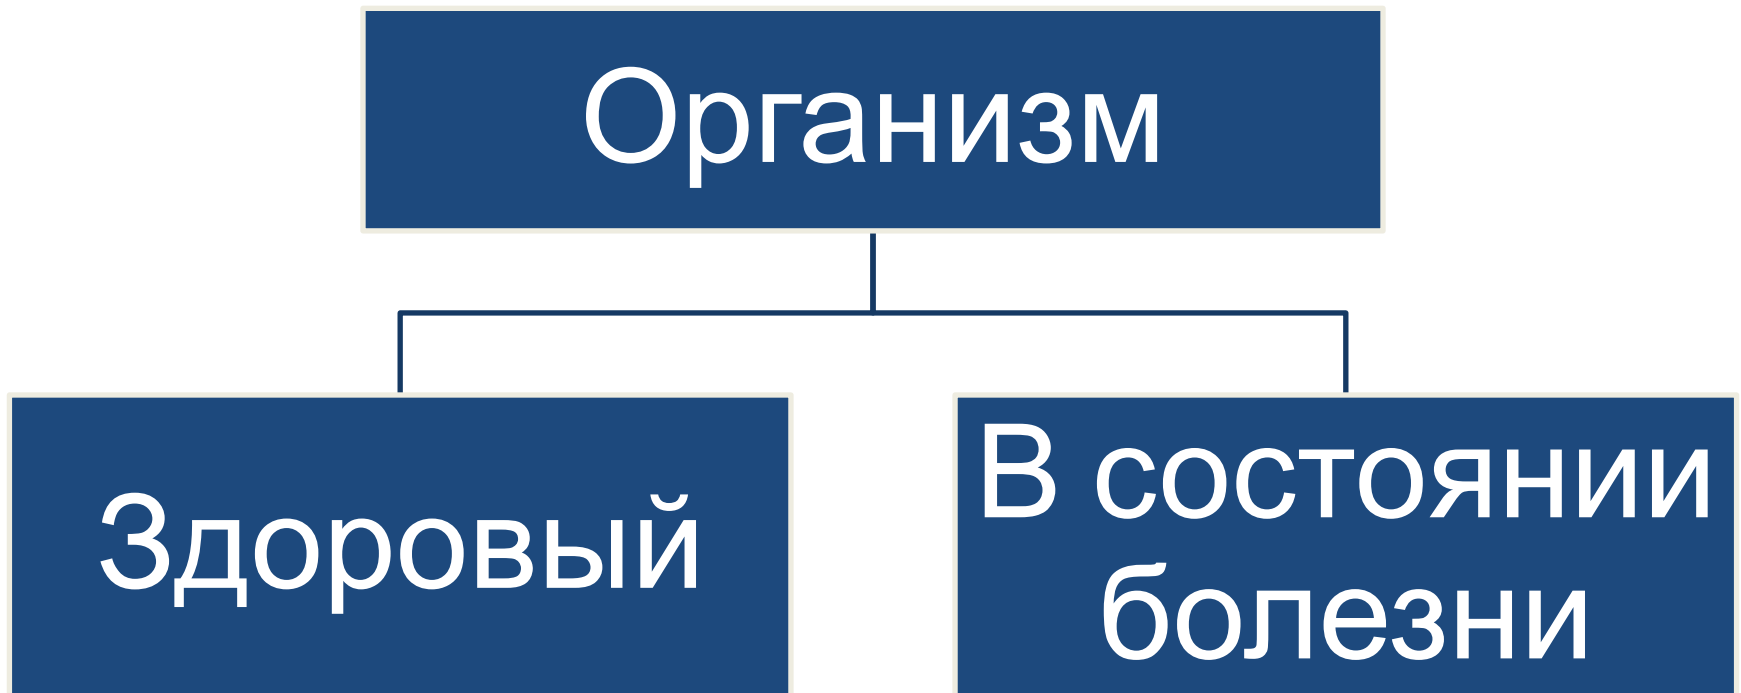 Организм
Здоровый
В состоянии
болезни